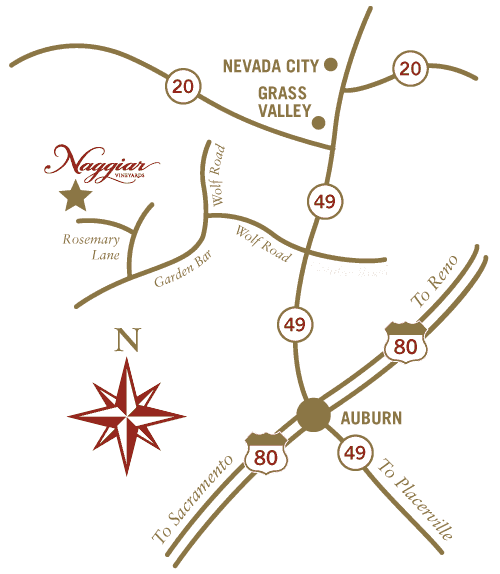 NEVADA CITY
20
20
GRASS
VALLEY
Naggiar
VINEYARDS
Wolf Road
49
Rosemary
Lane
Wolf Road
Garden Bar
To Reno
49
N
80
AUBURN
80
49
To Sacramento
To Placerville